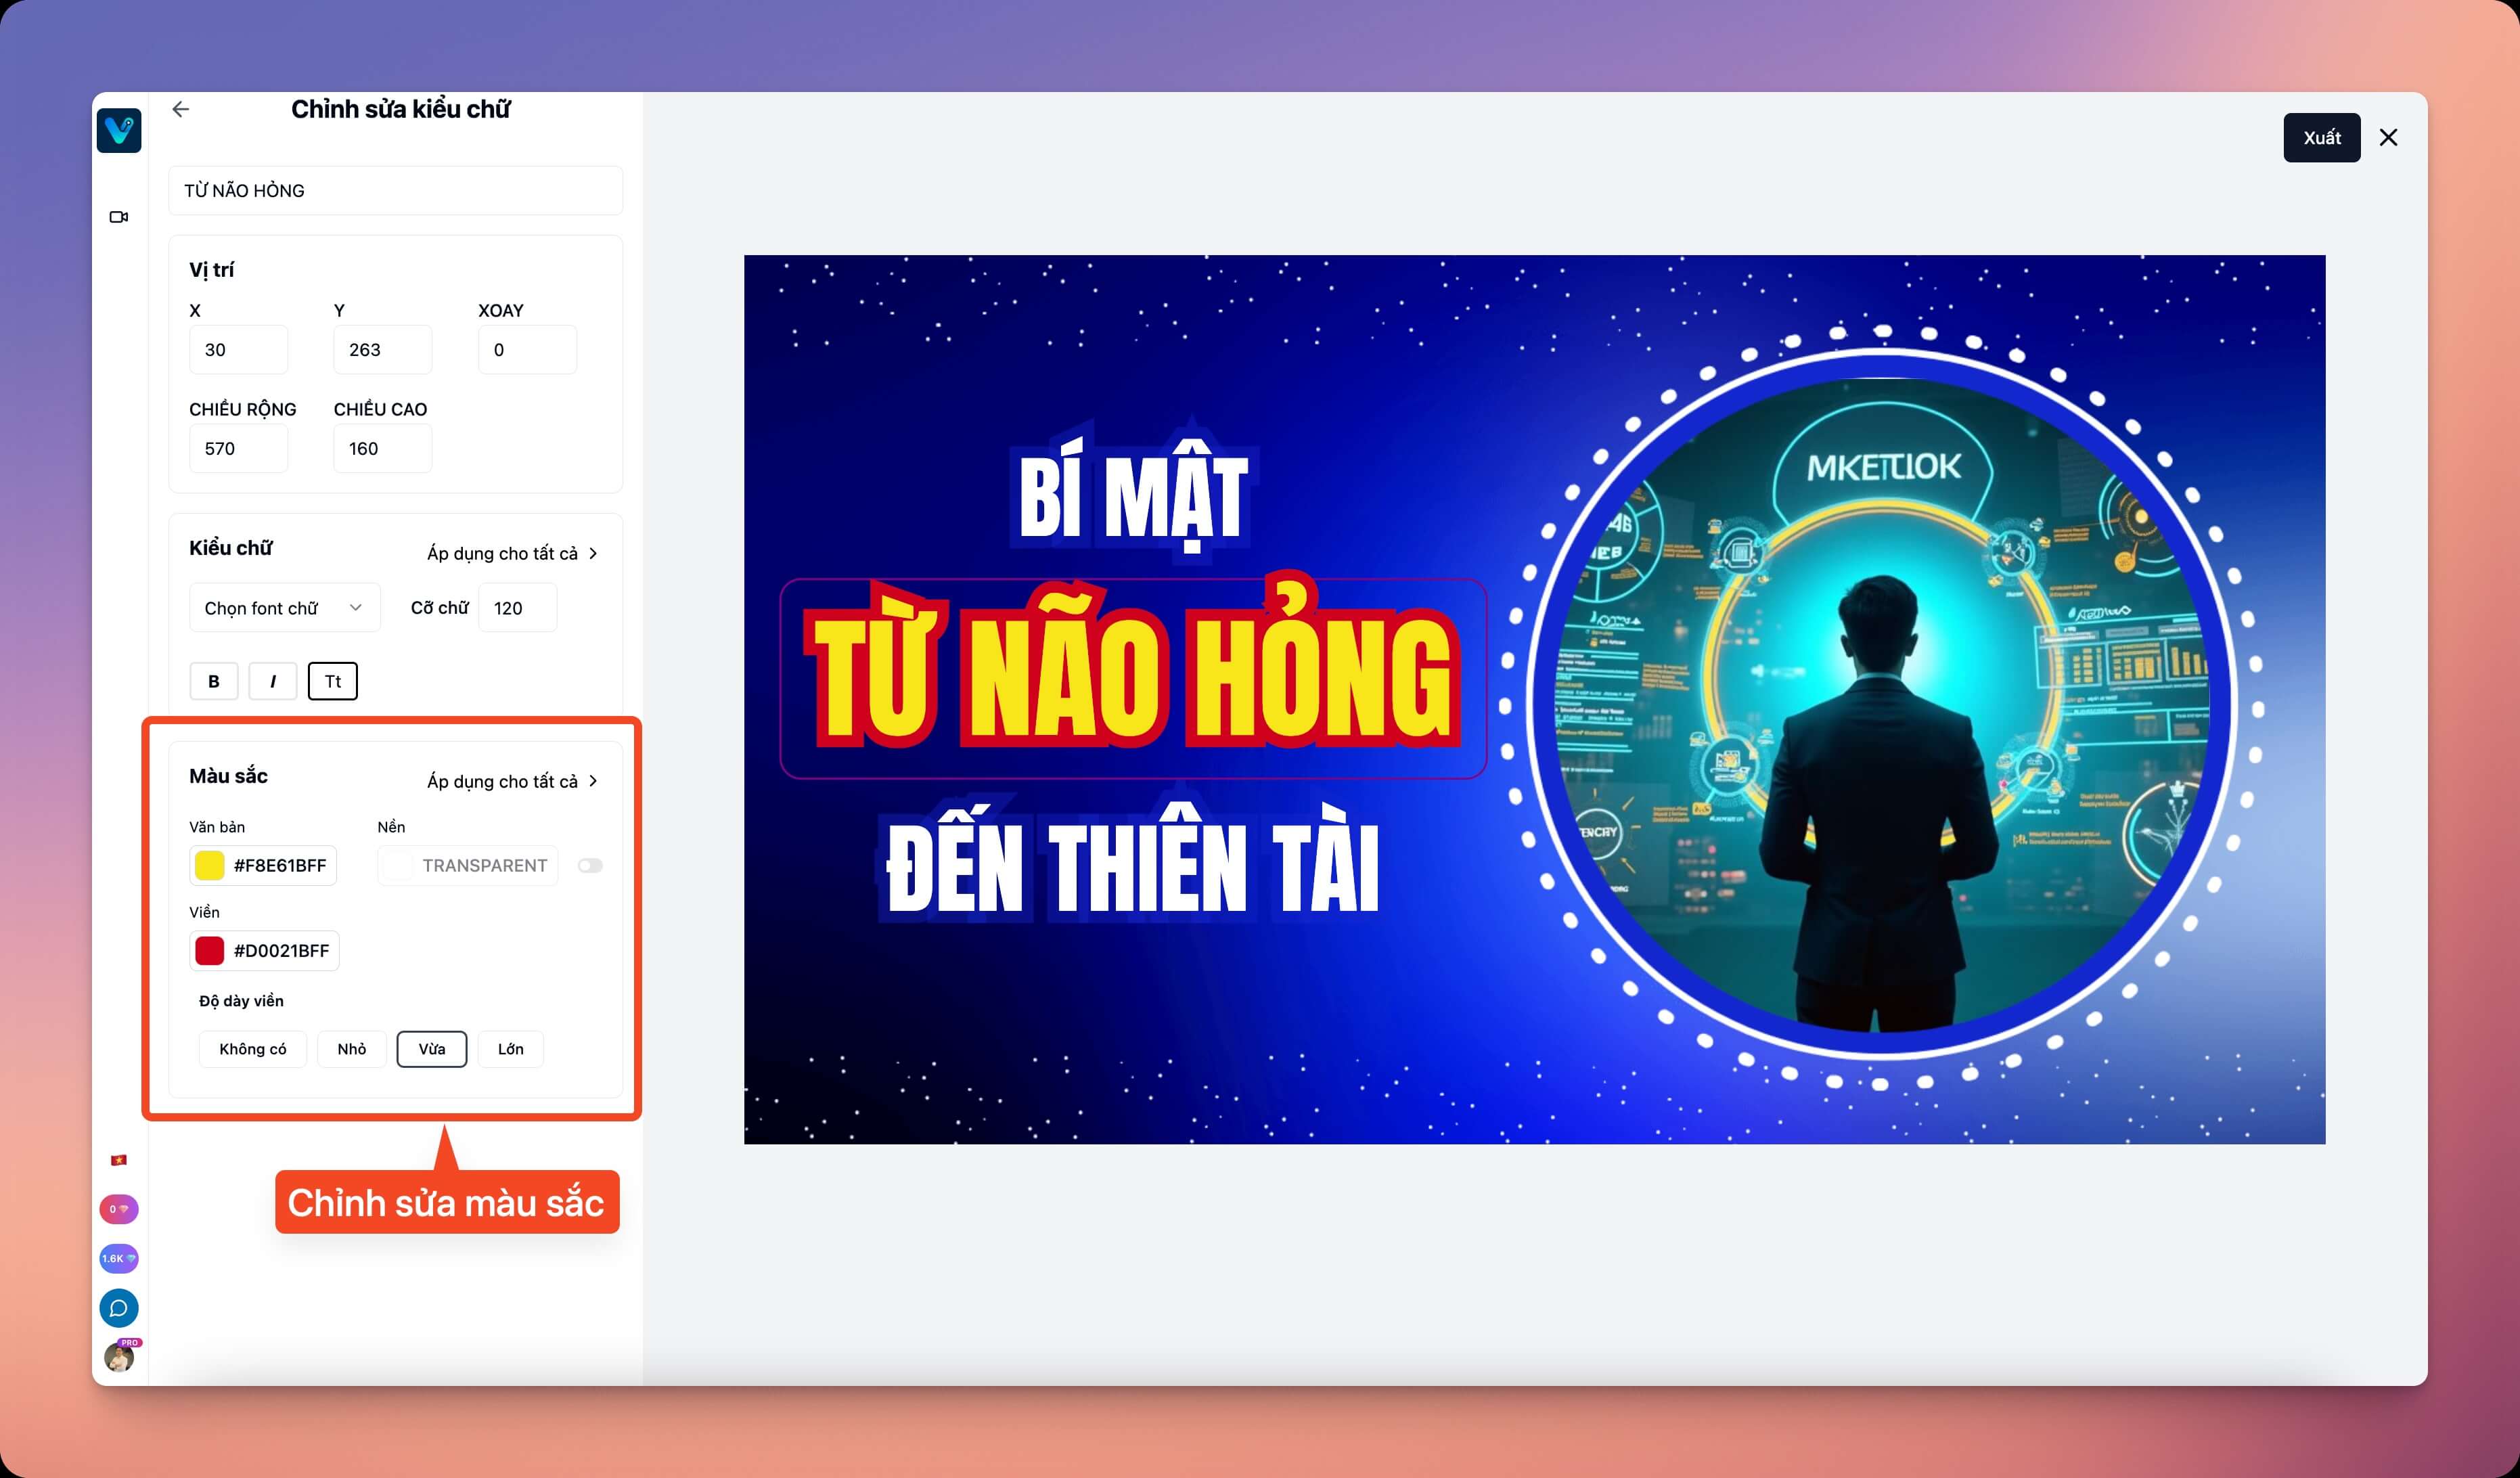 Chỉnh sửa kiểu chữ
Xuất
TỪ NÃO HỎNG
Vị trí
X
Y
XOAY
30
263
0
CHIỀU RỘNG
CHIỀU CAO
570
160
Kiểu chữ
Áp dụng cho tất cả
Chọn font chữ
Cỡ chữ
120
B
I
Tt
Màu sắc
Áp dụng cho tất cả
Văn bản
Nền
#F8E61BFF
TRANSPARENT
Viền
#D0021BFF
Độ dày viền
Không có
Nhỏ
Vừa
Lớn
Chỉnh sửa màu sắc
0
1.6K
PRO
BÍ MẬT
TỪ NÃO HỎNG
ĐẾN THIÊN TÀI
MKETLIOK